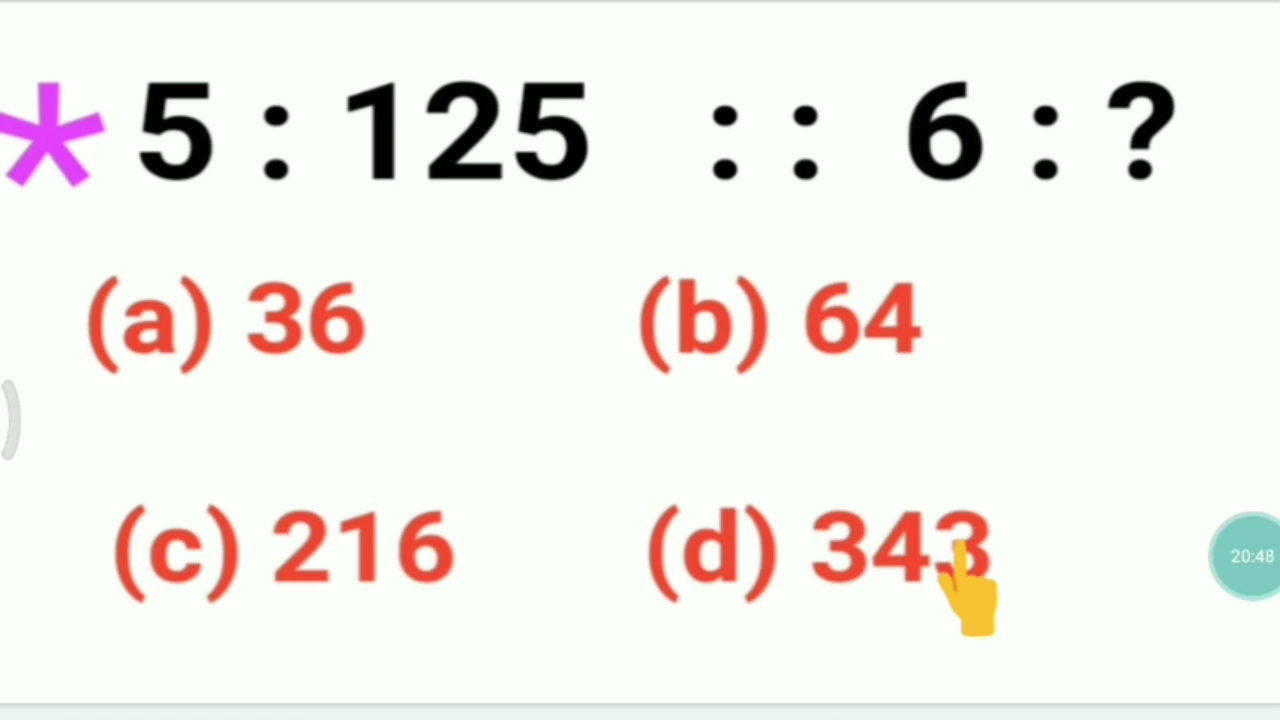 * 5 : 125 : : 6 : ?
(a) 36 (b) 64
(c) 216 (d) 343
20:48